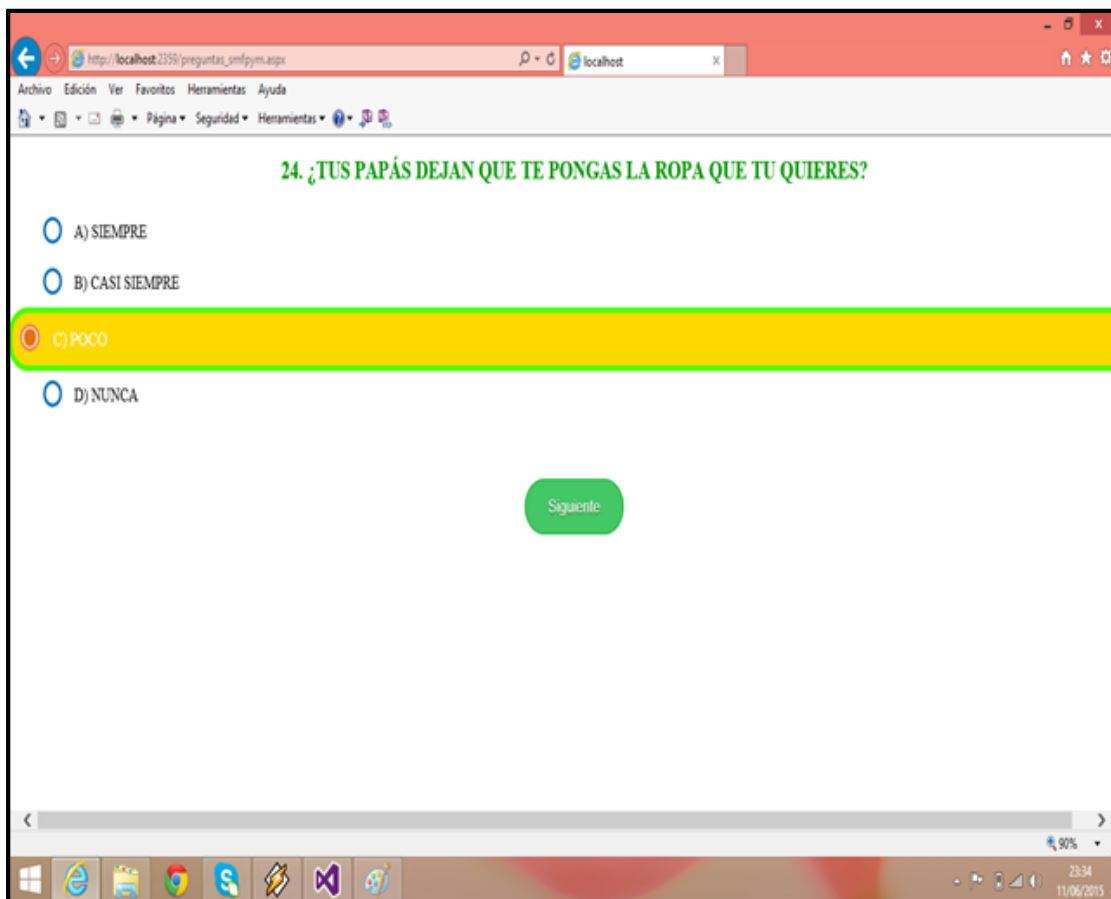 http://localhost:2359/preguntas_smfpym.aspx
localhost
Archivo Edición Ver Favoritos Herramientas Ayuda
Página Seguridad Herramientas
24. ¿TUS PAPÁS DEJAN QUE TE PONGAS LA ROPA QUE TU QUIERES?
A) SIEMPRE
B) CASI SIEMPRE
C) POCO
D) NUNCA
Siguiente
90%
23:34
11/06/2015